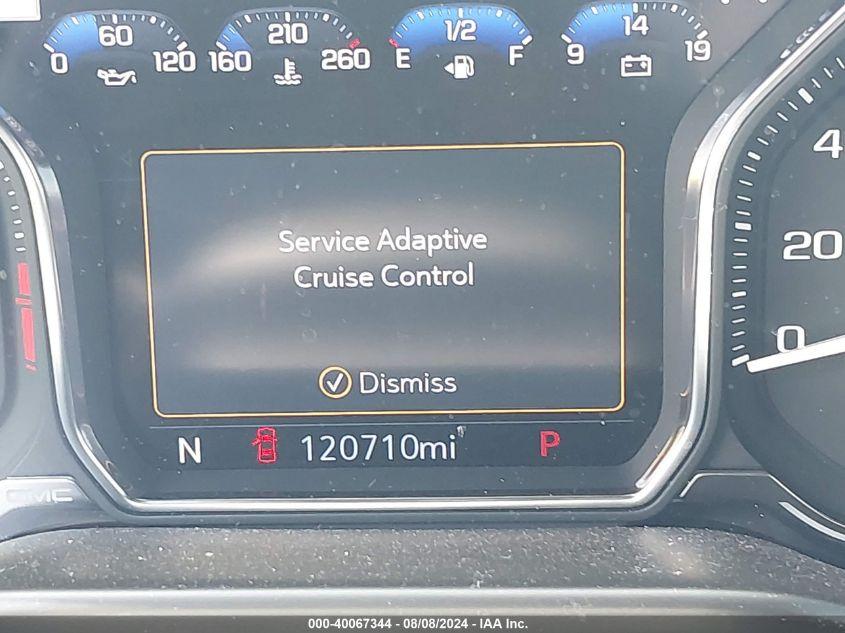 60
0 120
210
160 260
1/2
E F
14
9 19
4
20
0
Service Adaptive
Cruise Control
Dismiss
N 120710mi P
GMC
000-40067344 - 08/08/2024 - IAA Inc.